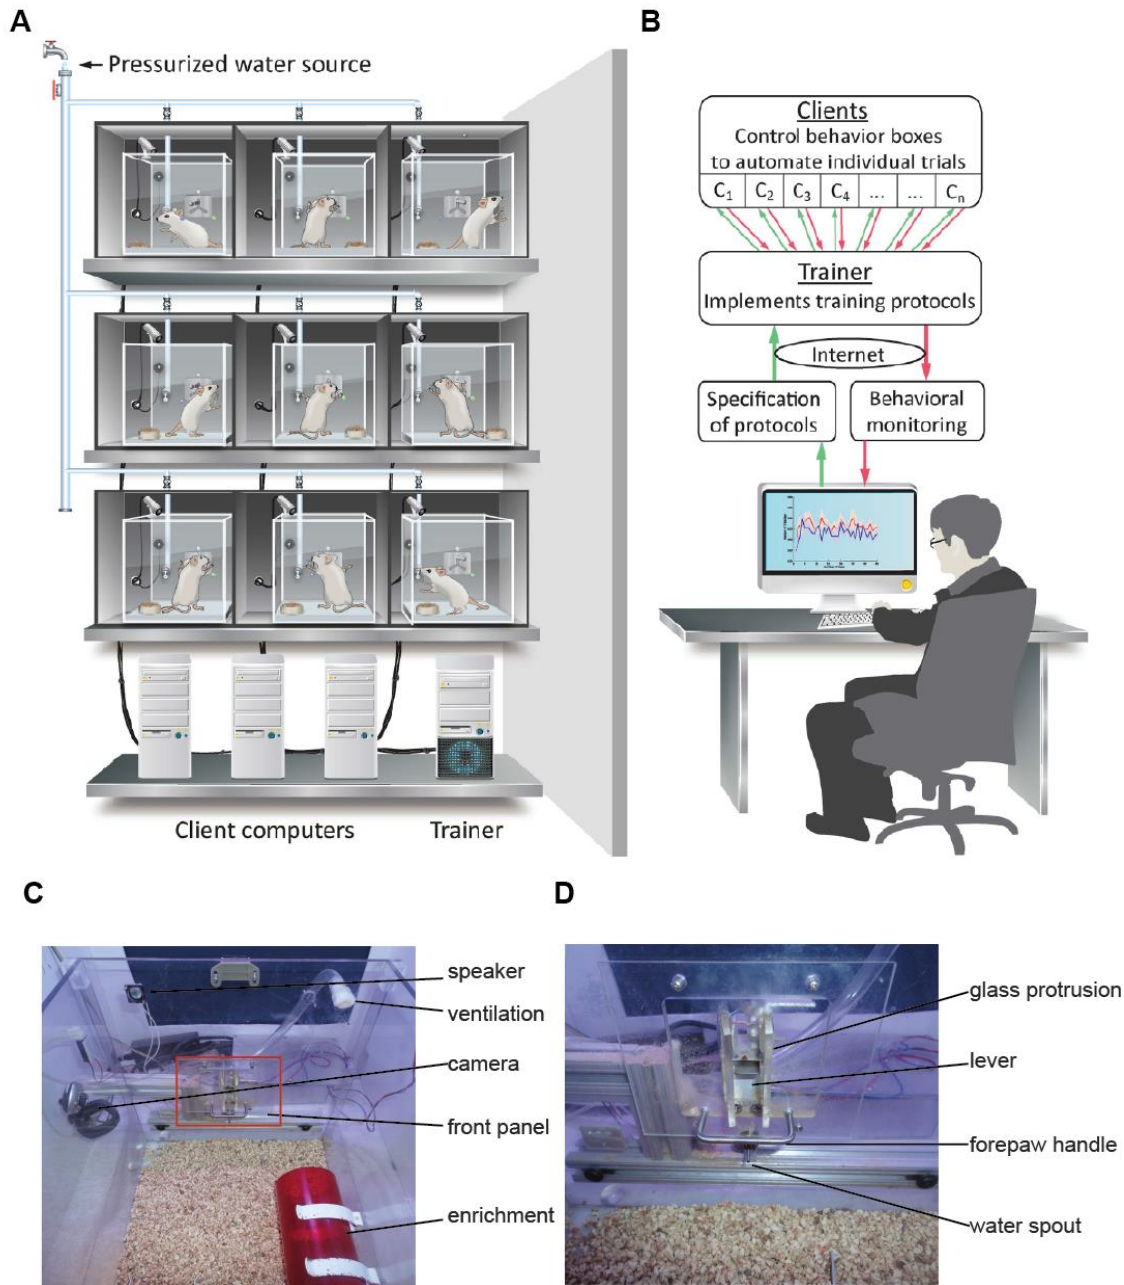 A
Pressurized water source
Client computers
Trainer
B
Clients
Control behavior boxes
to automate individual trials
C1 C2 C3 C4 ... ... Cn
Trainer
Implements training protocols
Internet
Specification
of protocols
Behavioral
monitoring
C
speaker
ventilation
camera
front panel
enrichment
D
glass protrusion
lever
forepaw handle
water spout